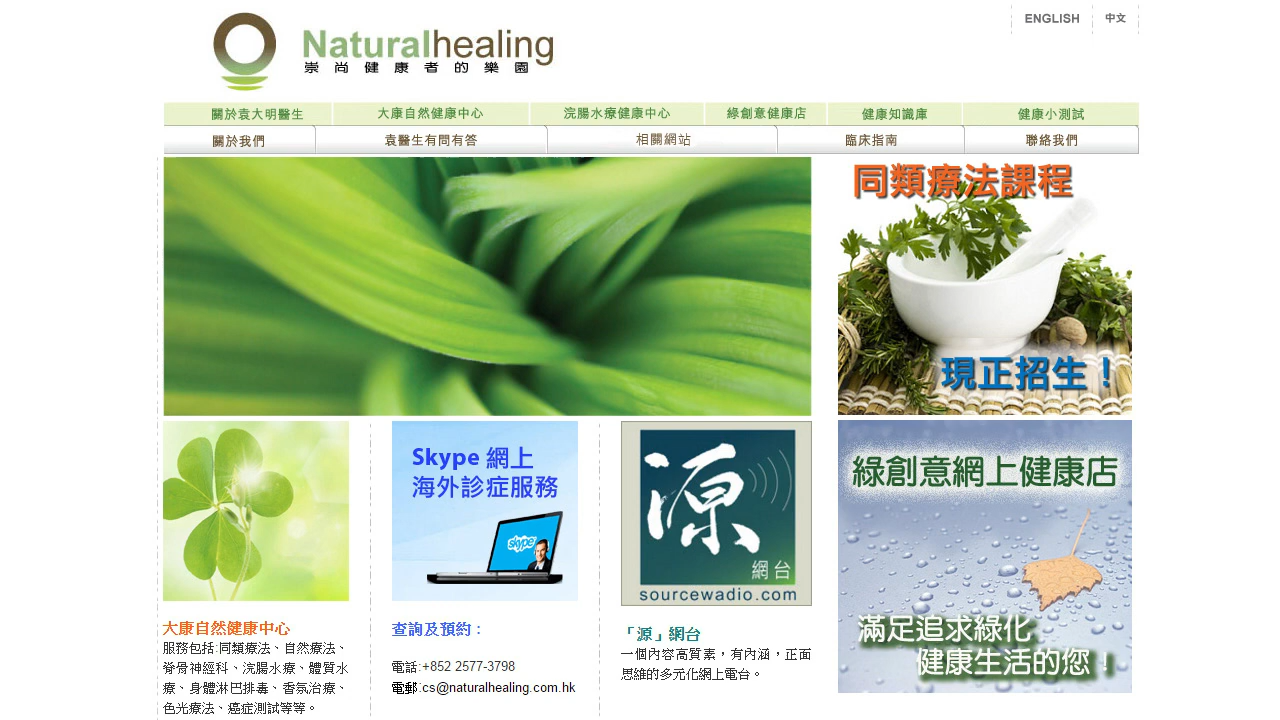 ENGLISH
中文
Naturalhealing
崇尚健康者的樂園
關於袁大明醫生
大康自然健康中心
浣腸水療健康中心
綠創意健康店
健康知識庫
健康小測試
關於我們
袁醫生有問有答
相關網站
臨床指南
聯絡我們
同類療法課程
現正招生！
Skype 網上
海外診症服務
skype
源
網台
sourcewadio.com
綠創意網上健康店
滿足追求綠化
健康生活的您！
大康自然健康中心
服務包括:同類療法、自然療法、
脊骨神經科、浣腸水療、體質水
療、身體淋巴排毒、香氛治療、
色光療法、癌症測試等等。
查詢及預約：
電話:+852 2577-3798
電郵:cs@naturalhealing.com.hk
「源」網台
一個內容高質素，有內涵，正面
思維的多元化網上電台。